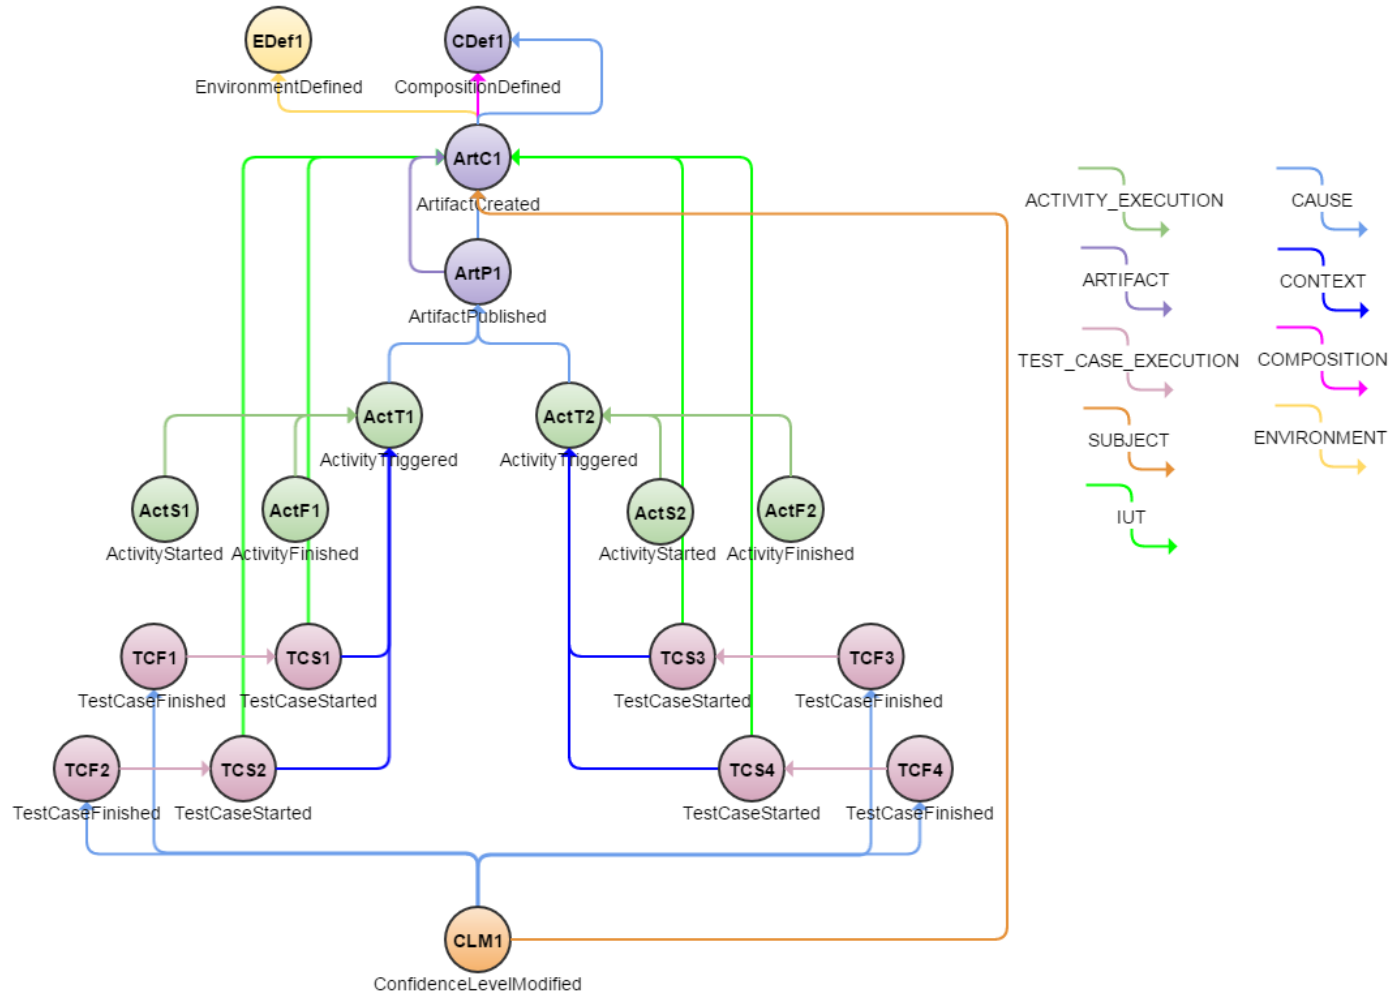 EDef1
CDef1
EnvironmentDefined
CompositionDefined
ArtC1
ArtifactCreated
ArtP1
ArtifactPublished
ActT1
ActT2
ActivityTriggered
ActivityTriggered
ActS1
ActF1
ActS2
ActF2
ActivityStarted
ActivityFinished
ActivityStarted
ActivityFinished
TCF1
TCS1
TCS3
TCF3
TestCaseFinished
TestCaseStarted
TestCaseStarted
TestCaseFinished
TCF2
TCS2
TCS4
TCF4
TestCaseFinished
TestCaseStarted
TestCaseStarted
TestCaseFinished
CLM1
ConfidenceLevelModified
ACTIVITY_EXECUTION
CAUSE
ARTIFACT
CONTEXT
TEST_CASE_EXECUTION
COMPOSITION
SUBJECT
ENVIRONMENT
IUT